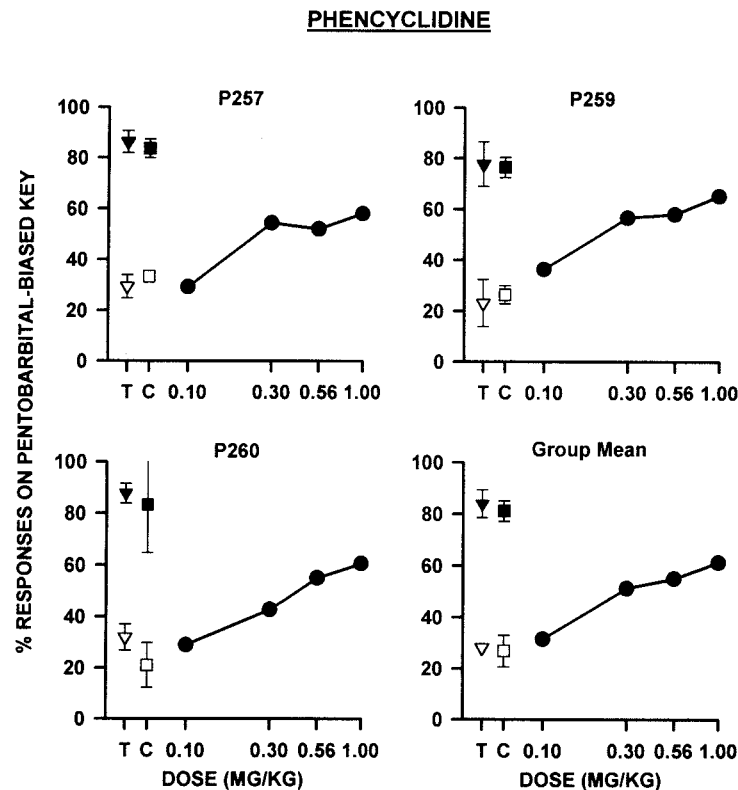 PHENCYCLIDINE
% RESPONSES ON PENTOBARBITAL-BIASED KEY
P257
100
80
60
40
20
0
T C 0.10 0.30 0.56 1.00
P259
100
80
60
40
20
0
T C 0.10 0.30 0.56 1.00
P260
100
80
60
40
20
0
T C 0.10 0.30 0.56 1.00
DOSE (MG/KG)
Group Mean
100
80
60
40
20
0
T C 0.10 0.30 0.56 1.00
DOSE (MG/KG)